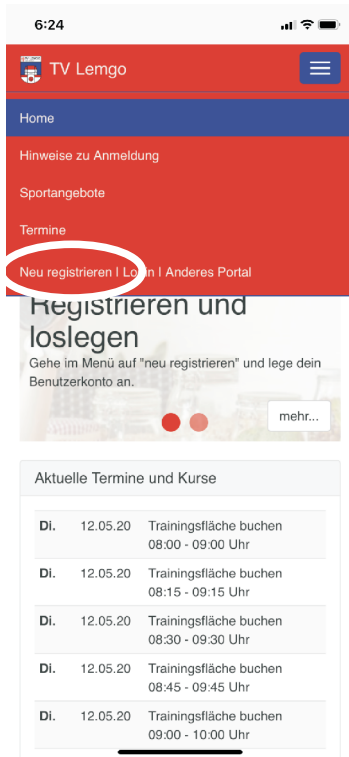 6:24
TV Lemgo
Home
Hinweise zu Anmeldung
Sportangebote
Termine
Neu registrieren | Login | Anderes Portal
Registrieren und
loslegen
Gehe im Menü auf "neu registrieren" und lege dein
Benutzerkonto an.
mehr...
Aktuelle Termine und Kurse
Di. 12.05.20 Trainingsfläche buchen
08:00 - 09:00 Uhr
Di. 12.05.20 Trainingsfläche buchen
08:15 - 09:15 Uhr
Di. 12.05.20 Trainingsfläche buchen
08:30 - 09:30 Uhr
Di. 12.05.20 Trainingsfläche buchen
08:45 - 09:45 Uhr
Di. 12.05.20 Trainingsfläche buchen
09:00 - 10:00 Uhr